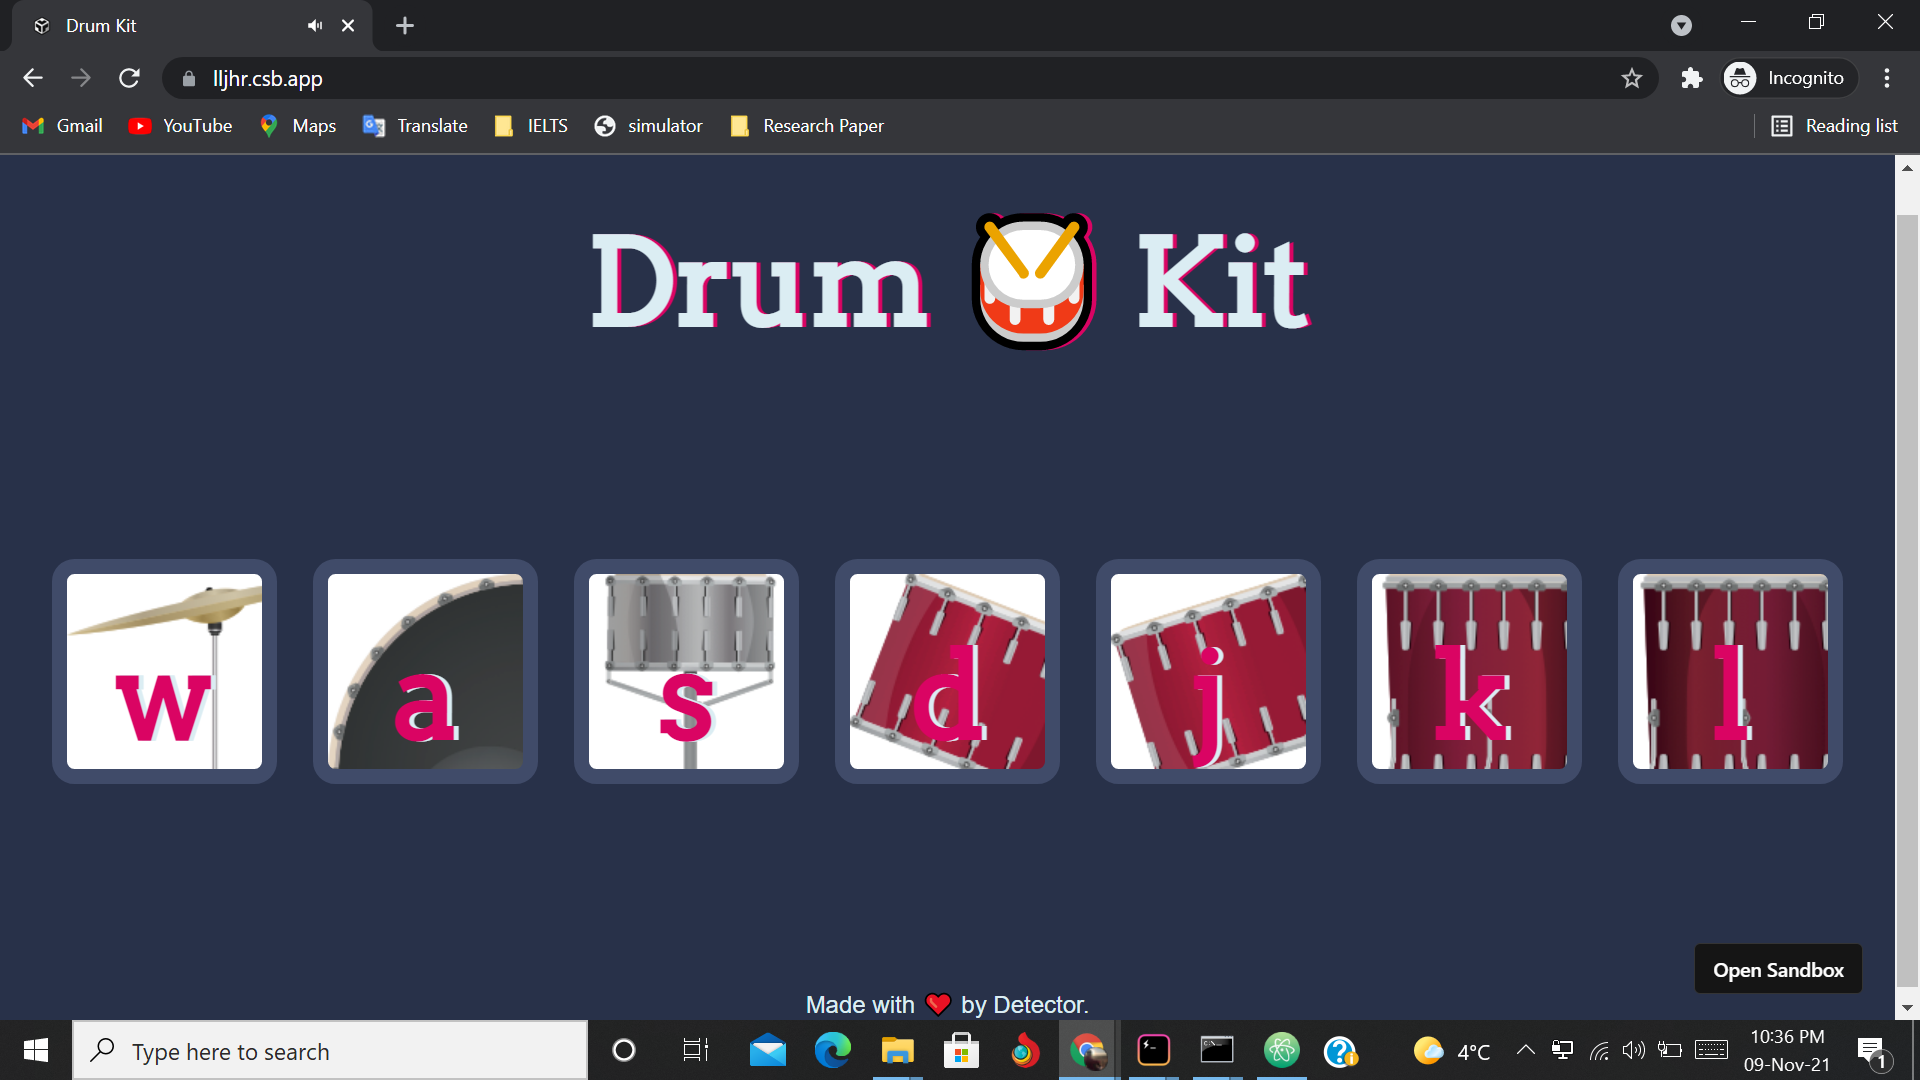 Drum Kit
lljhr.csb.app
Incognito
Gmail
YouTube
Maps
Translate
IELTS
simulator
Research Paper
Reading list
Drum 🥁 Kit
w
a
s
d
j
k
l
Open Sandbox
Made with ❤️ by Detector.
Type here to search
4°C
10:36 PM
09-Nov-21
1